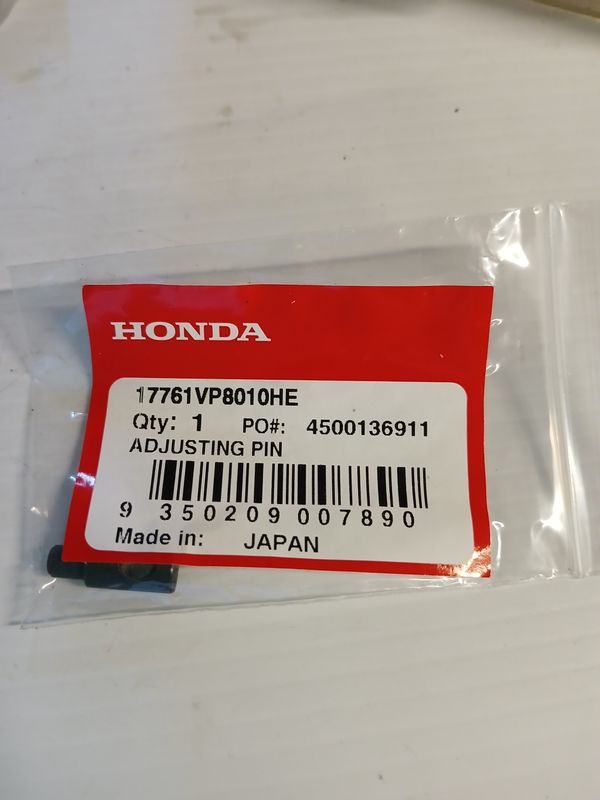 HONDA
17761VP8010HE
Qty: 1 PO#: 4500136911
ADJUSTING PIN
9 350209 007890
Made in: JAPAN